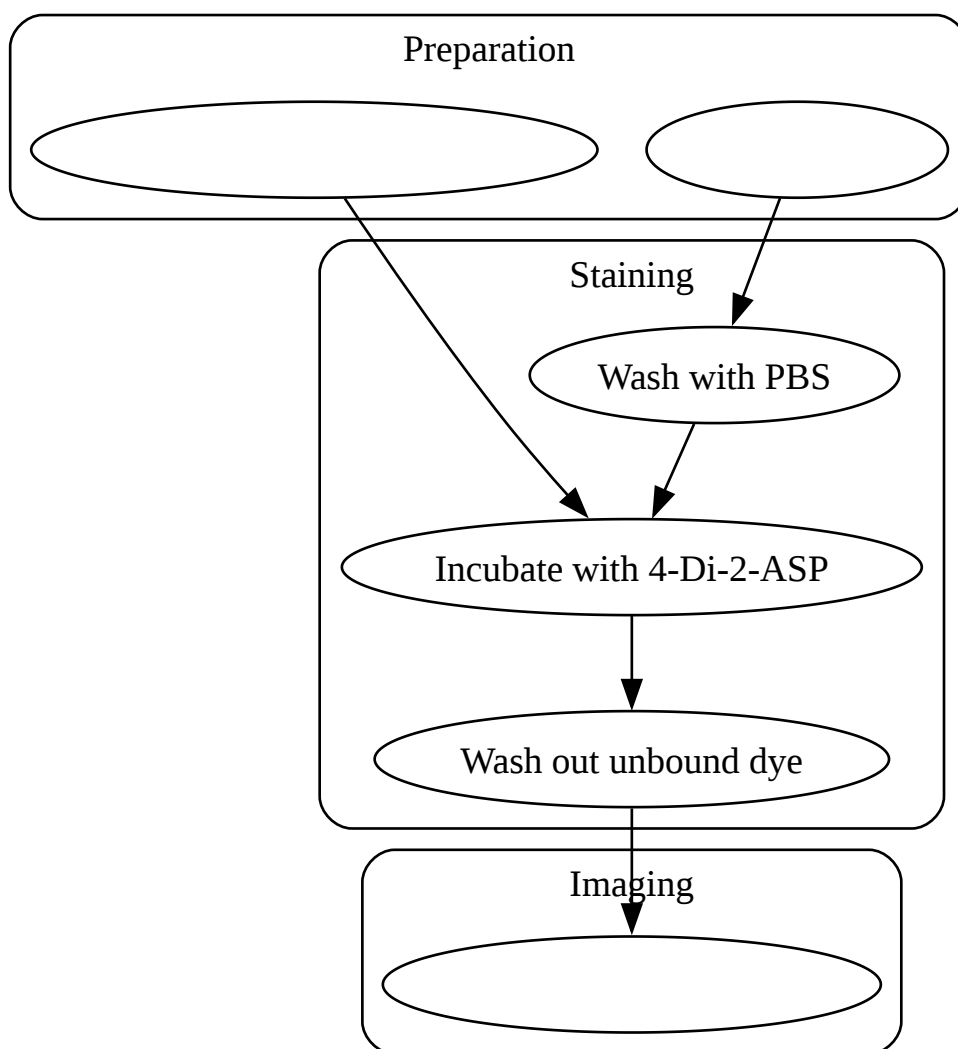 Preparation
Staining
Wash with PBS
Incubate with 4-Di-2-ASP
Wash out unbound dye
Imaging